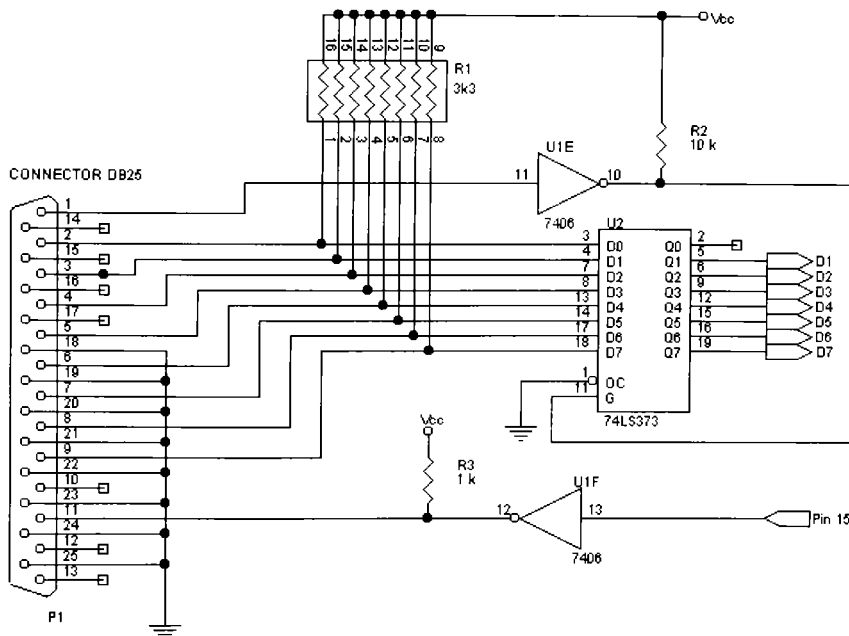 16 15 14 13 12 11 10 9
Vcc
R1
3k3
1 2 3 4 5 6 7 8
R2
10 k
U1E
11 10
7406
CONNECTOR DB25
1
14
2
15
3
16
4
17
5
18
6
19
7
20
8
21
9
22
10
23
11
24
12
25
13
P1
U2
3 D0 Q0 2
4 D1 Q1 5 D1
7 D2 Q2 6 D2
8 D3 Q3 9 D3
13 D4 Q4 12 D4
14 D5 Q5 15 D5
17 D6 Q6 16 D6
18 D7 Q7 19 D7
1 OC
11 G
74LS373
Vcc
R3
1 k
U1F
12 13
7406
Pin 15